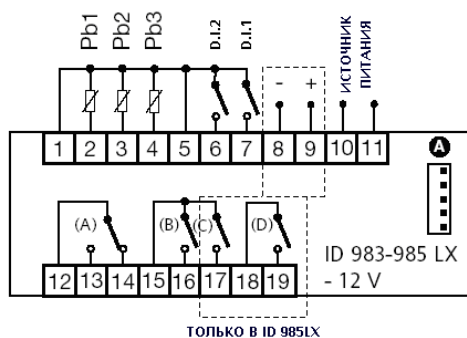 Pb1 Pb2 Pb3 D.I.2 D.I.1 - + ИСТОЧНИК ПИТАНИЯ
1 2 3 4 5 6 7 8 9 10 11
A
(A) (B) (C) (D)
ID 983-985 LX
- 12 V
12 13 14 15 16 17 18 19
ТОЛЬКО В ID 985LX